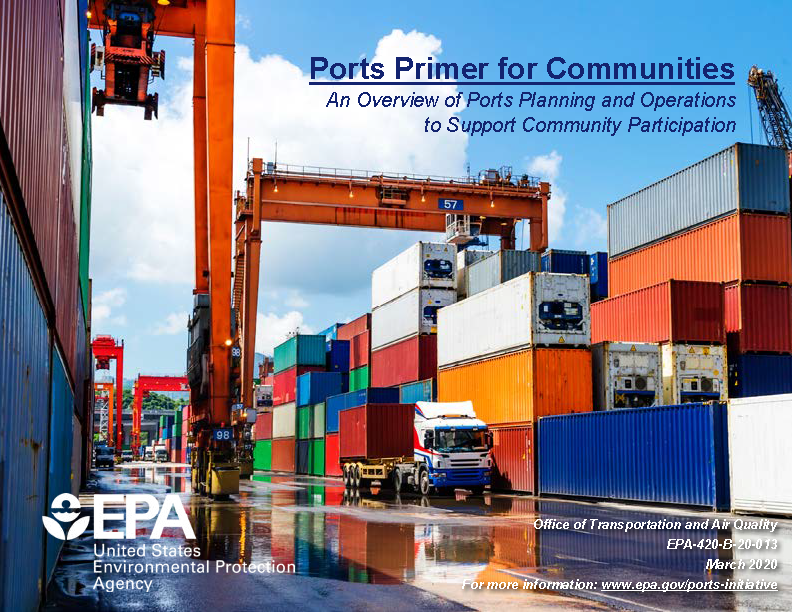 Ports Primer for Communities
An Overview of Ports Planning and Operations
to Support Community Participation
57
98
98
EPA
United States
Environmental Protection
Agency
Office of Transportation and Air Quality
EPA-420-B-20-013
March 2020
For more information: www.epa.gov/ports-initiative